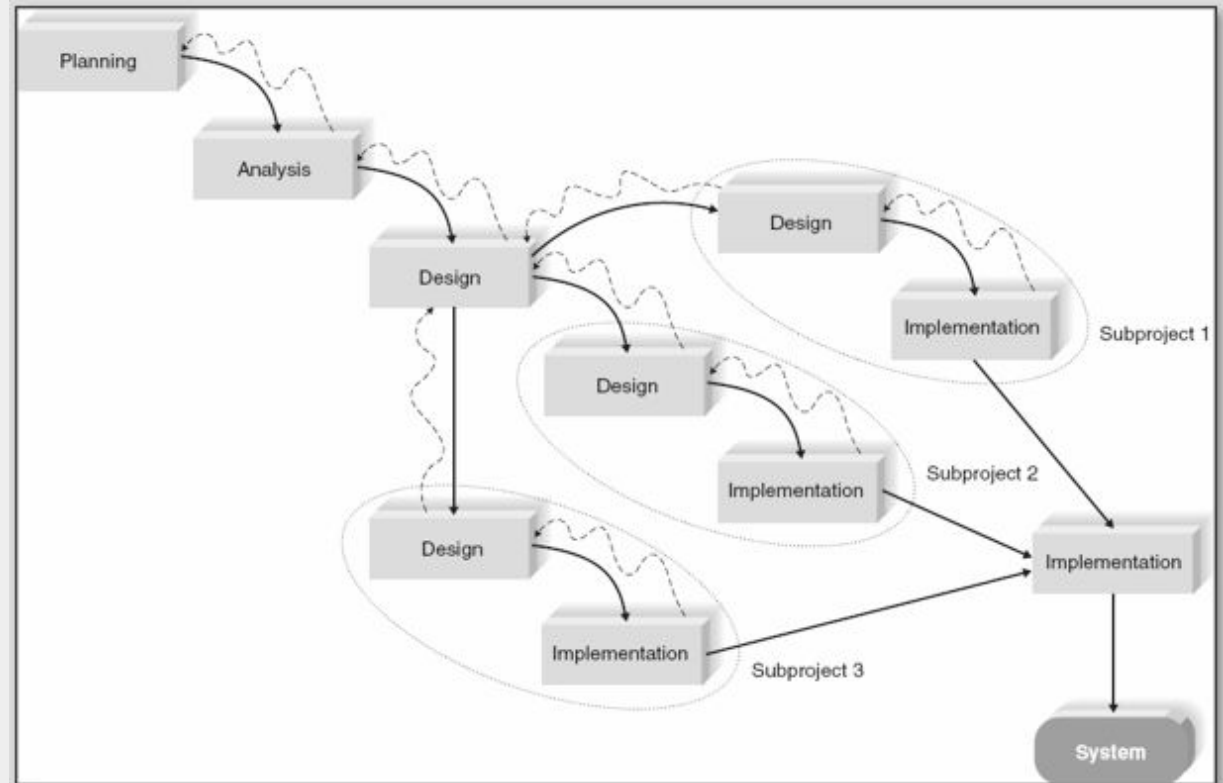 Planning
Analysis
Design
Design
Implementation
Subproject 1
Design
Implementation
Subproject 2
Design
Implementation
Subproject 3
Implementation
System